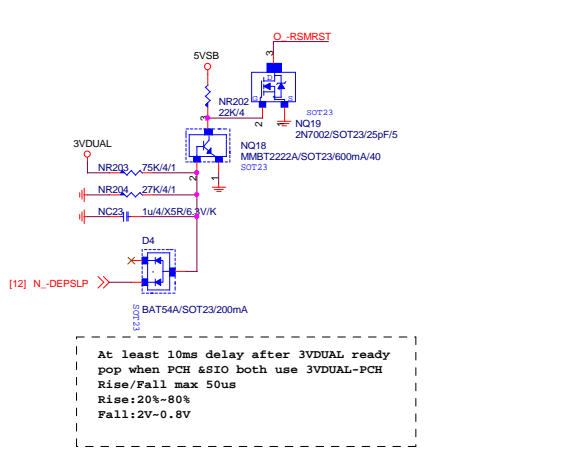 O_-RSMRST
5VSB
3
D
G
S
NR202
22K/4
SOT23
2
1
NQ19
2N7002/SOT23/25pF/5
3
NQ18
MMBT2222A/SOT23/600mA/40
SOT23
3VDUAL
NR203
75K/4/1
2
1
NR204
27K/4/1
NC23
1u/4/X5R/6.3V/K
D4
[12] N_-DEPSLP
BAT54A/SOT23/200mA
SOT23
At least 10ms delay after 3VDUAL ready
pop when PCH &SIO both use 3VDUAL-PCH
Rise/Fall max 50us
Rise:20%~80%
Fall:2V~0.8V